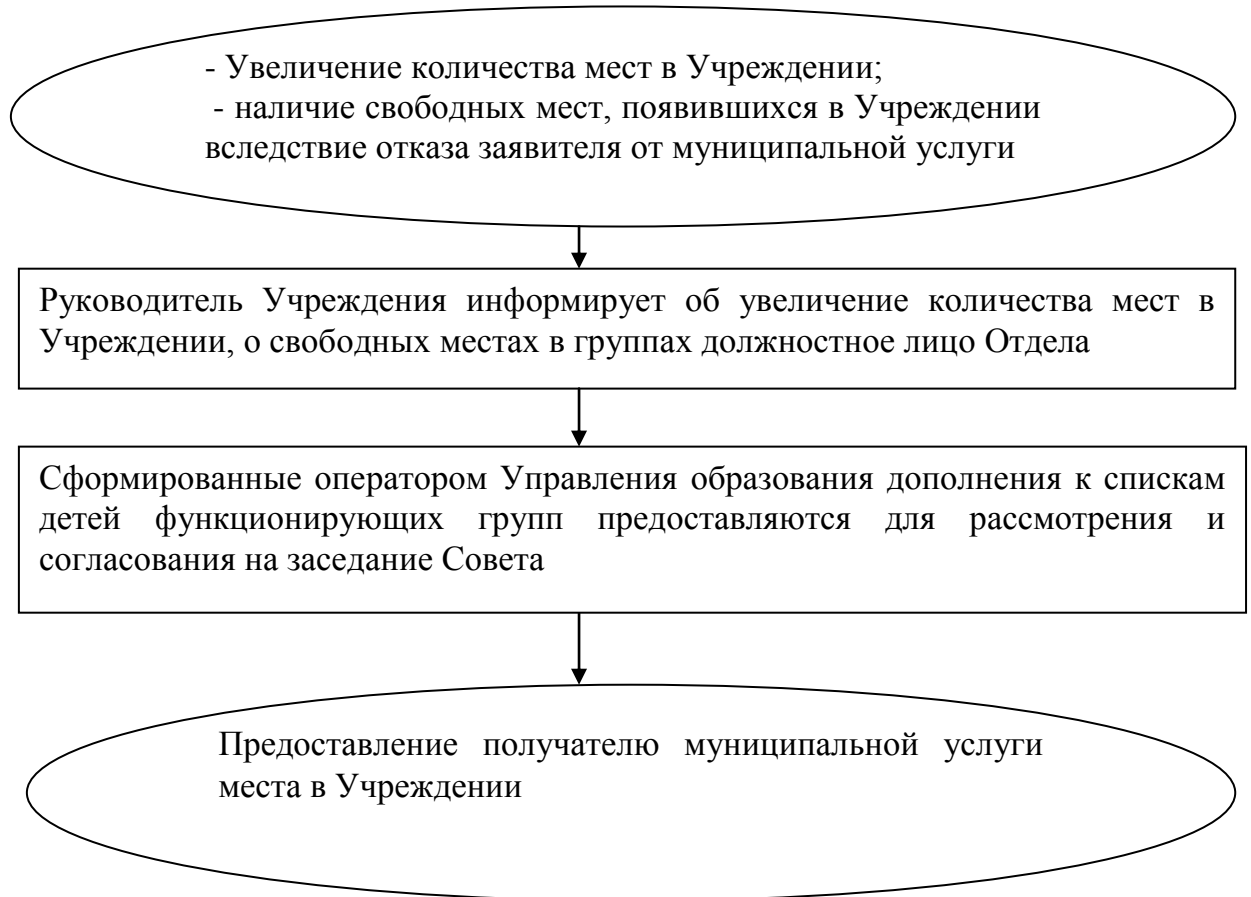 - Увеличение количества мест в Учреждении;
- наличие свободных мест, появившихся в Учреждении
вследствие отказа заявителя от муниципальной услуги
Руководитель Учреждения информирует об увеличение количества мест в
Учреждении, о свободных местах в группах должностное лицо Отдела
Сформированные оператором Управления образования дополнения к спискам
детей функционирующих групп предоставляются для рассмотрения и
согласования на заседание Совета
Предоставление получателю муниципальной услуги
места в Учреждении